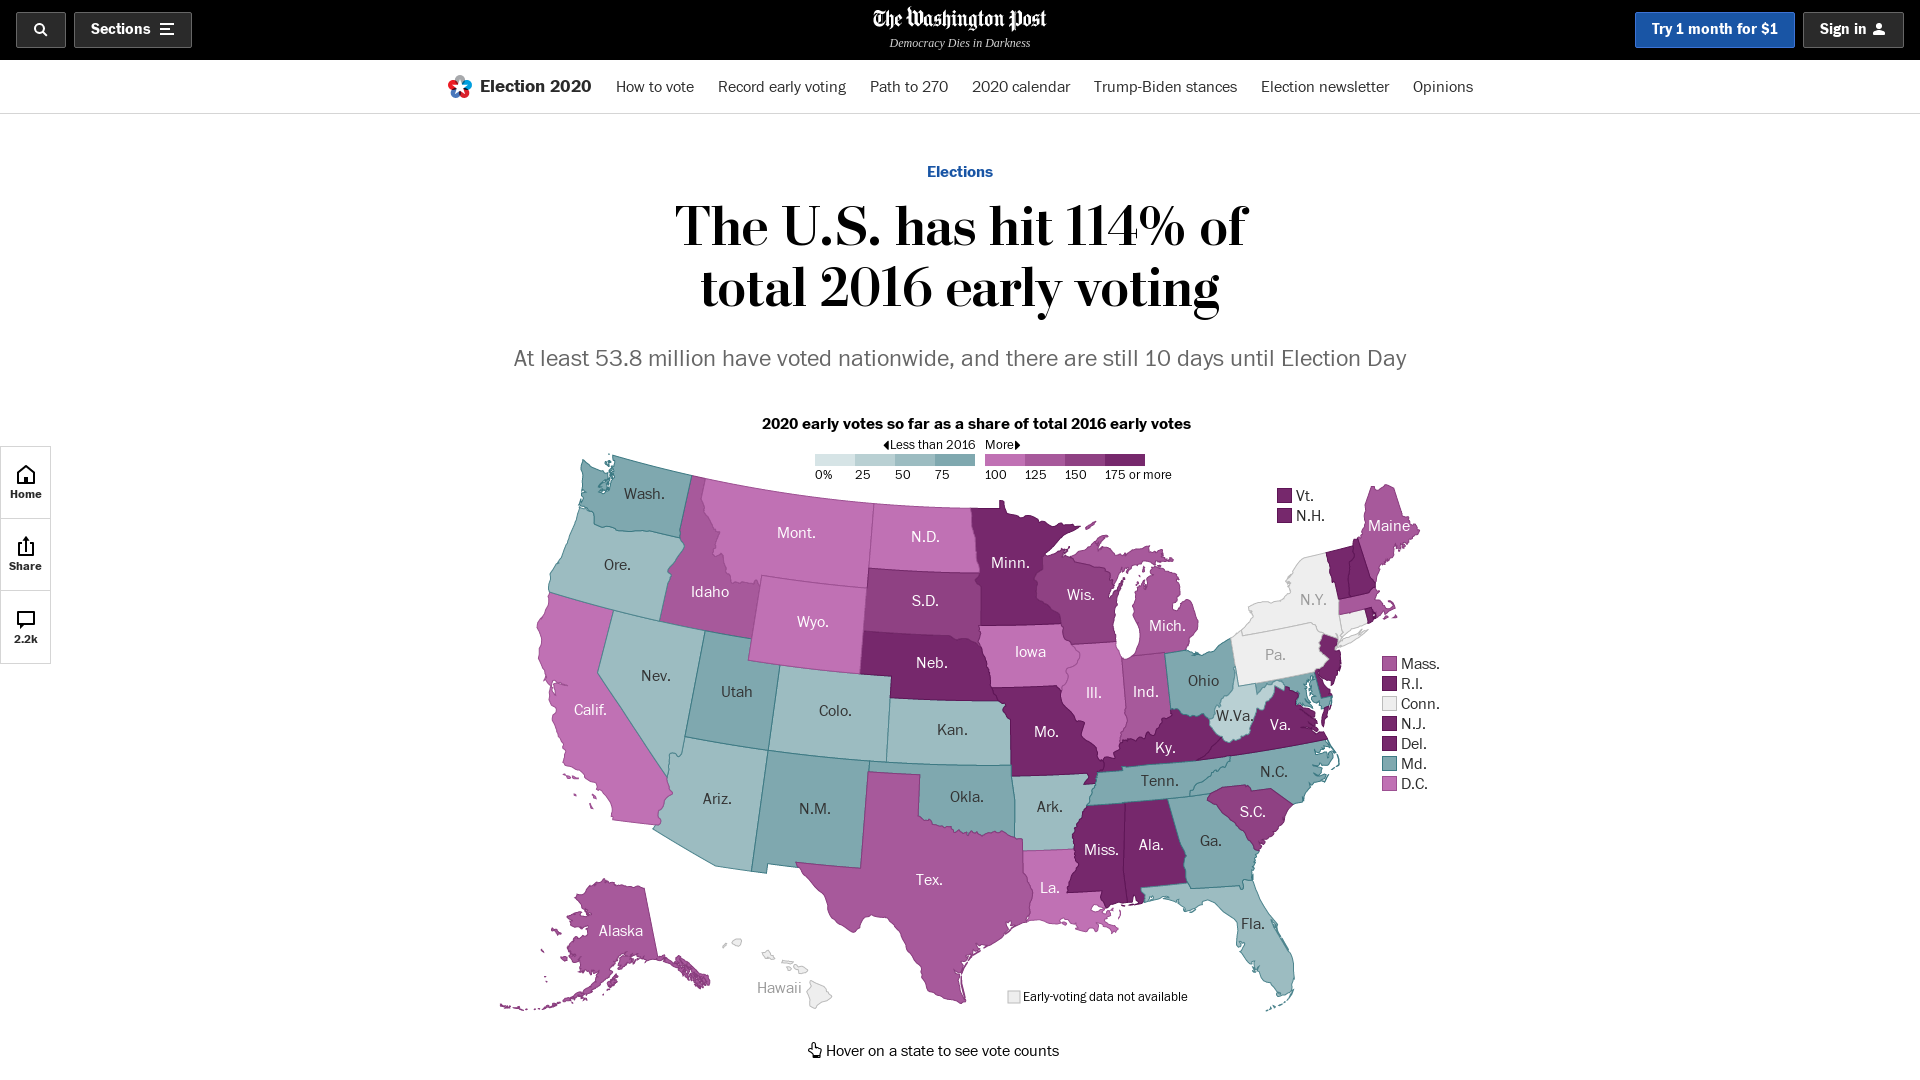 Sections
The Washington Post
Democracy Dies in Darkness
Try 1 month for $1
Sign in
Election 2020
How to vote
Record early voting
Path to 270
2020 calendar
Trump-Biden stances
Election newsletter
Opinions
Elections
The U.S. has hit 114% of
total 2016 early voting
At least 53.8 million have voted nationwide, and there are still 10 days until Election Day
Home
Share
2.2k
2020 early votes so far as a share of total 2016 early votes
Less than 2016 More
0% 25 50 75 100 125 150 175 or more
Wash.
Vt.
N.H.
Maine
Mont.
N.D.
Minn.
Ore.
Idaho
S.D.
Wis.
N.Y.
Wyo.
Mich.
Iowa
Pa.
Neb.
Mass.
Nev.
Utah
Ohio
R.I.
Ill.
Ind.
Conn.
Calif.
Colo.
W.Va.
N.J.
Kan.
Mo.
Va.
Ky.
Del.
Md.
N.C.
Tenn.
D.C.
Ariz.
N.M.
Okla.
Ark.
S.C.
Ga.
Ala.
Miss.
Tex.
La.
Fla.
Alaska
Hawaii
Early-voting data not available
Hover on a state to see vote counts